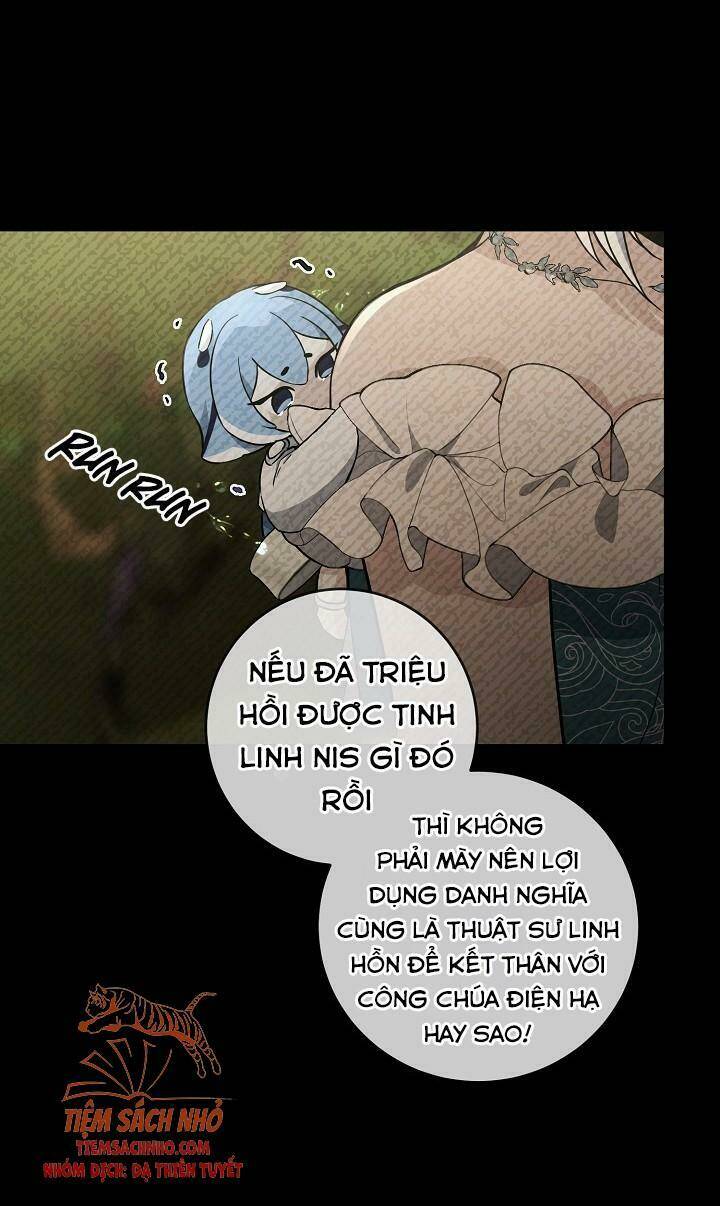 RUN RUN
NẾU ĐÃ TRIỆU
HỒI ĐƯỢC TINH
LINH NIS GÌ ĐÓ
RỒI
THÌ KHÔNG
PHẢI MÀY NÊN LỢI
DỤNG DANH NGHĨA
CÙNG LÀ THUẬT SƯ LINH
HỒN ĐỂ KẾT THÂN VỚI
CÔNG CHÚA ĐIỆN HẠ
HAY SAO!
TIỆM SÁCH NHỎ
TIEMSACHNHO.COM
NHÓM DỊCH: DẠ THIÊN TUYẾT